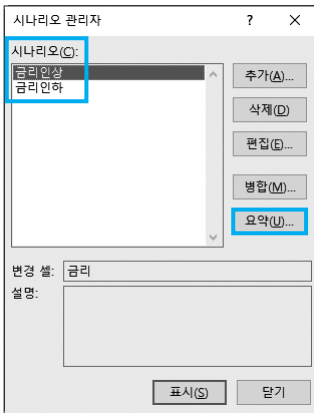 시나리오 관리자 ? ×
시나리오(C):
금리인상
금리인하
추가(A)...
삭제(D)
편집(E)...
병합(M)...
요약(U)...
변경 셀: 금리
설명:
표시(S) 닫기